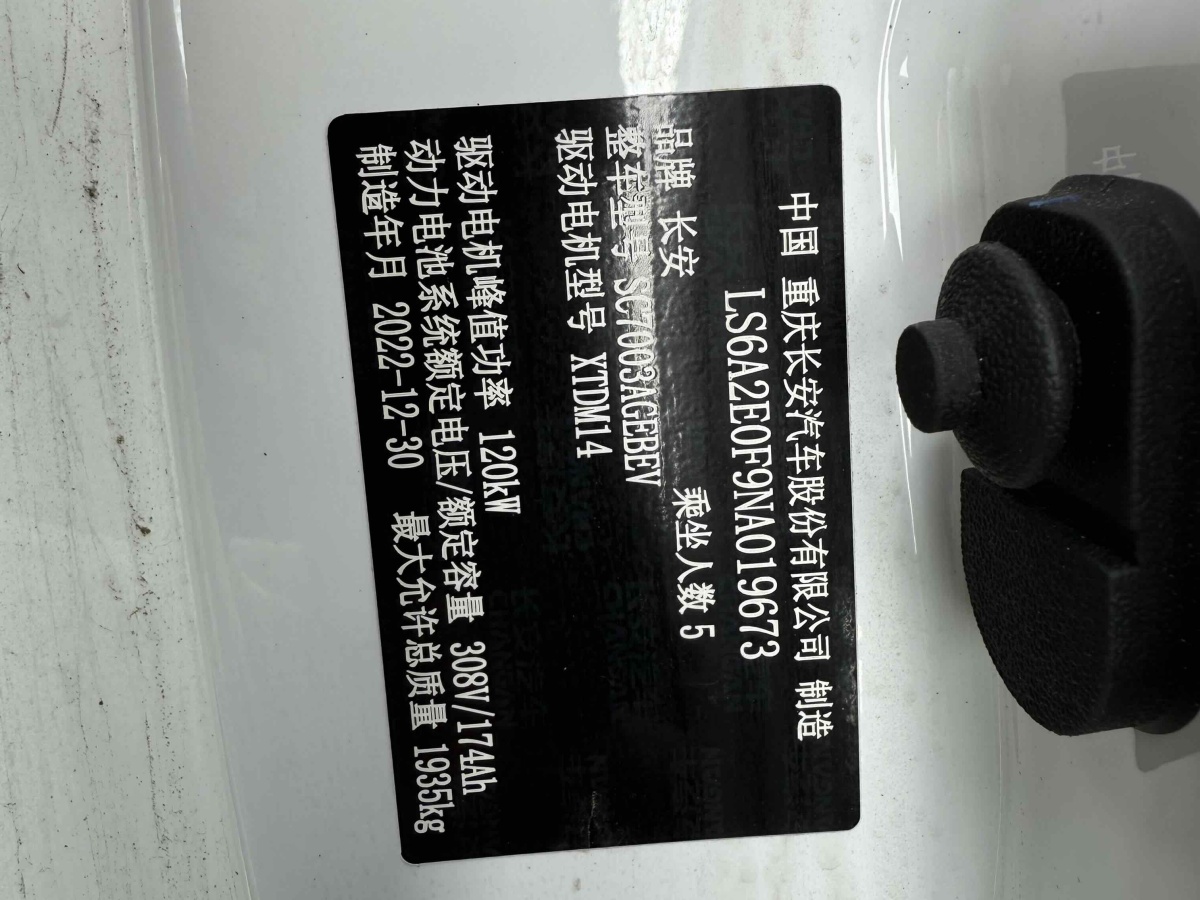 中国 重庆长安汽车股份有限公司 制造
LS6A2E0F9NA019673
品牌 长安 乘坐人数 5
整车型号 SC7003AGEBEV
驱动电机型号 XTDM14
驱动电机峰值功率 120kW
动力电池系统额定电压/额定容量 308V/174Ah
制造年月 2022-12-30 最大允许总质量 1935kg